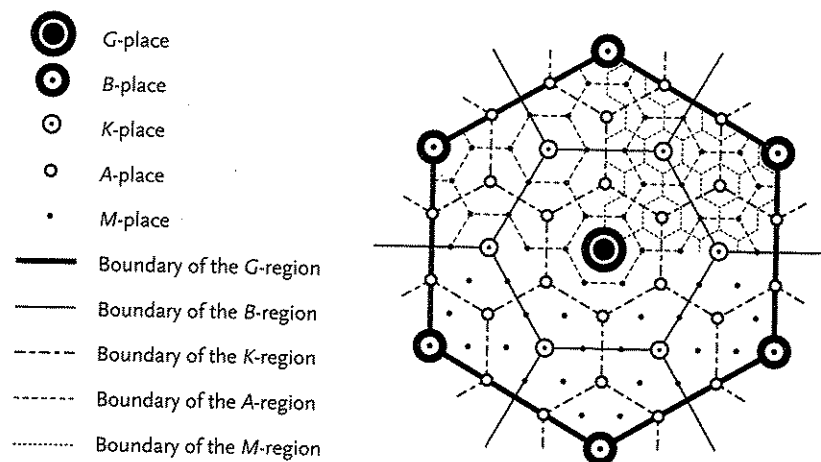 G-place
B-place
K-place
A-place
M-place
Boundary of the G-region
Boundary of the B-region
Boundary of the K-region
Boundary of the A-region
Boundary of the M-region